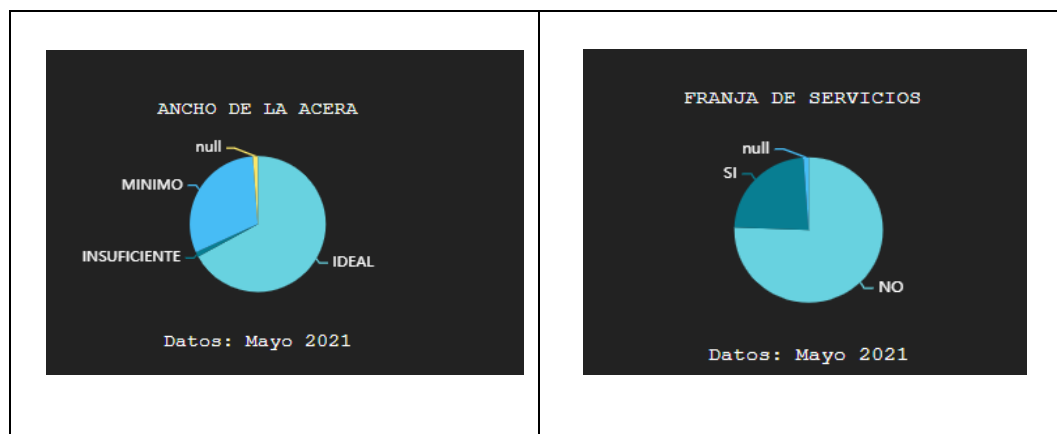 ANCHO DE LA ACERA
null
MINIMO
INSUFICIENTE
IDEAL
Datos: Mayo 2021
FRANJA DE SERVICIOS
null
SI
NO
Datos: Mayo 2021